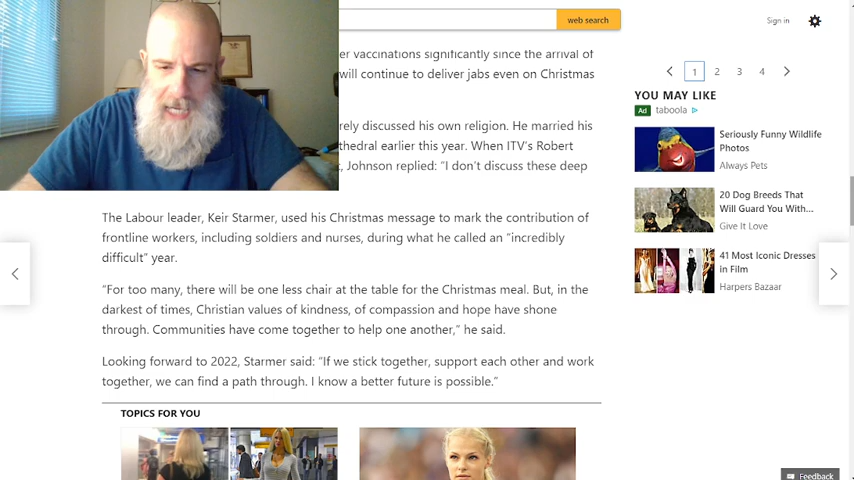 web search
Sign in
er vaccinations significantly since the arrival of
will continue to deliver jabs even on Christmas
rely discussed his own religion. He married his
thedral earlier this year. When ITV's Robert
Johnson replied: "I don't discuss these deep
The Labour leader, Keir Starmer, used his Christmas message to mark the contribution of
frontline workers, including soldiers and nurses, during what he called an "incredibly
difficult" year.
"For too many, there will be one less chair at the table for the Christmas meal. But, in the
darkest of times, Christian values of kindness, of compassion and hope have shone
through. Communities have come together to help one another," he said.
Looking forward to 2022, Starmer said: "If we stick together, support each other and work
together, we can find a path through. I know a better future is possible."
TOPICS FOR YOU
1 2 3 4
YOU MAY LIKE
Ad taboola
Seriously Funny Wildlife
Photos
Always Pets
20 Dog Breeds That
Will Guard You With...
Give It Love
41 Most Iconic Dresses
in Film
Harpers Bazaar
Feedback